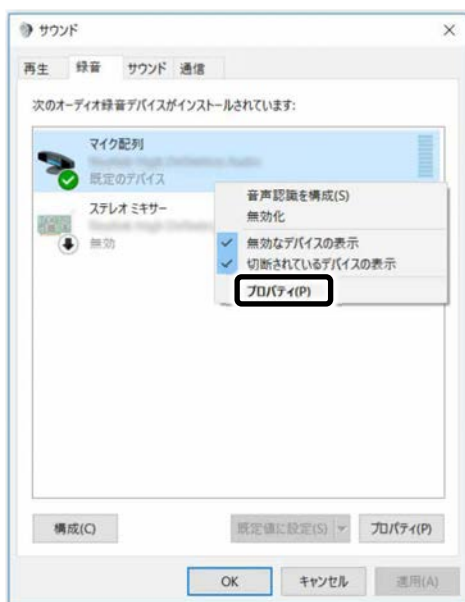 サウンド
再生 録音 サウンド 通信
次のオーディオ録音デバイスがインストールされています:
マイク配列
既定のデバイス
ステレオ ミキサー
無効
音声認識を構成(S)
無効化
無効なデバイスの表示
切断されているデバイスの表示
プロパティ(P)
構成(C) 既定値に設定(S) プロパティ(P)
OK キャンセル 適用(A)